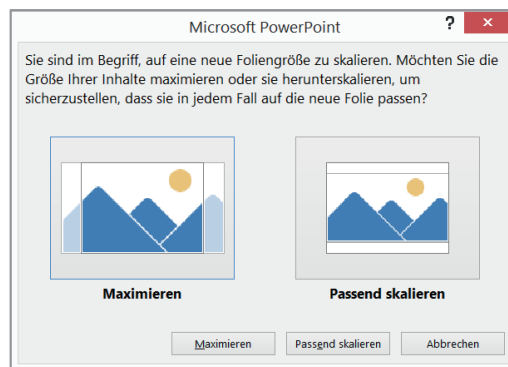 Microsoft PowerPoint
Sie sind im Begriff, auf eine neue Foliengröße zu skalieren. Möchten Sie die
Größe Ihrer Inhalte maximieren oder sie herunterskalieren, um
sicherzustellen, dass sie in jedem Fall auf die neue Folie passen?
Maximieren Passend skalieren
Maximieren Passend skalieren Abbrechen